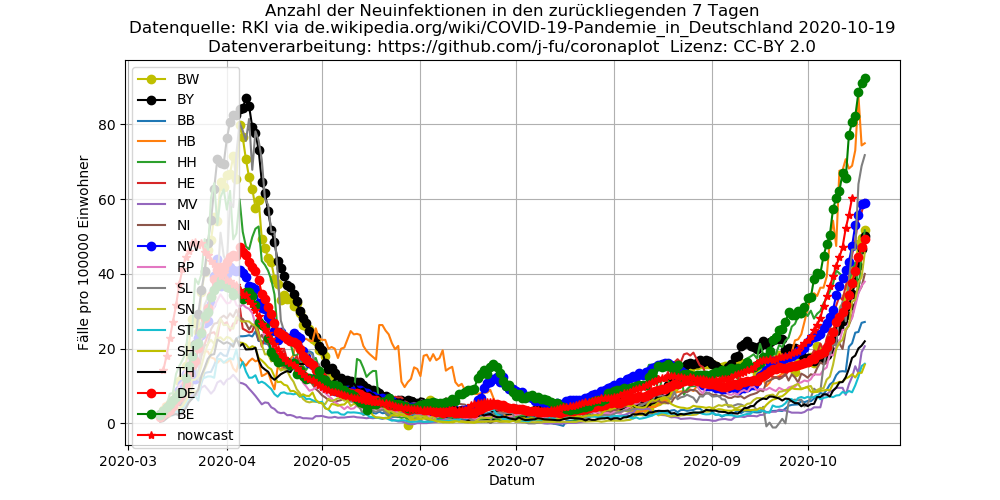 Anzahl der Neuinfektionen in den zurückliegenden 7 Tagen
Datenquelle: RKI via de.wikipedia.org/wiki/COVID-19-Pandemie_in_Deutschland 2020-10-19
Datenverarbeitung: https://github.com/j-fu/coronaplot Lizenz: CC-BY 2.0
Fälle pro 100000 Einwohner
80
60
40
20
0
BW
BY
BB
HB
HH
HE
MV
NI
NW
RP
SL
SN
ST
SH
TH
DE
BE
nowcast
2020-03 2020-04 2020-05 2020-06 2020-07 2020-08 2020-09 2020-10
Datum